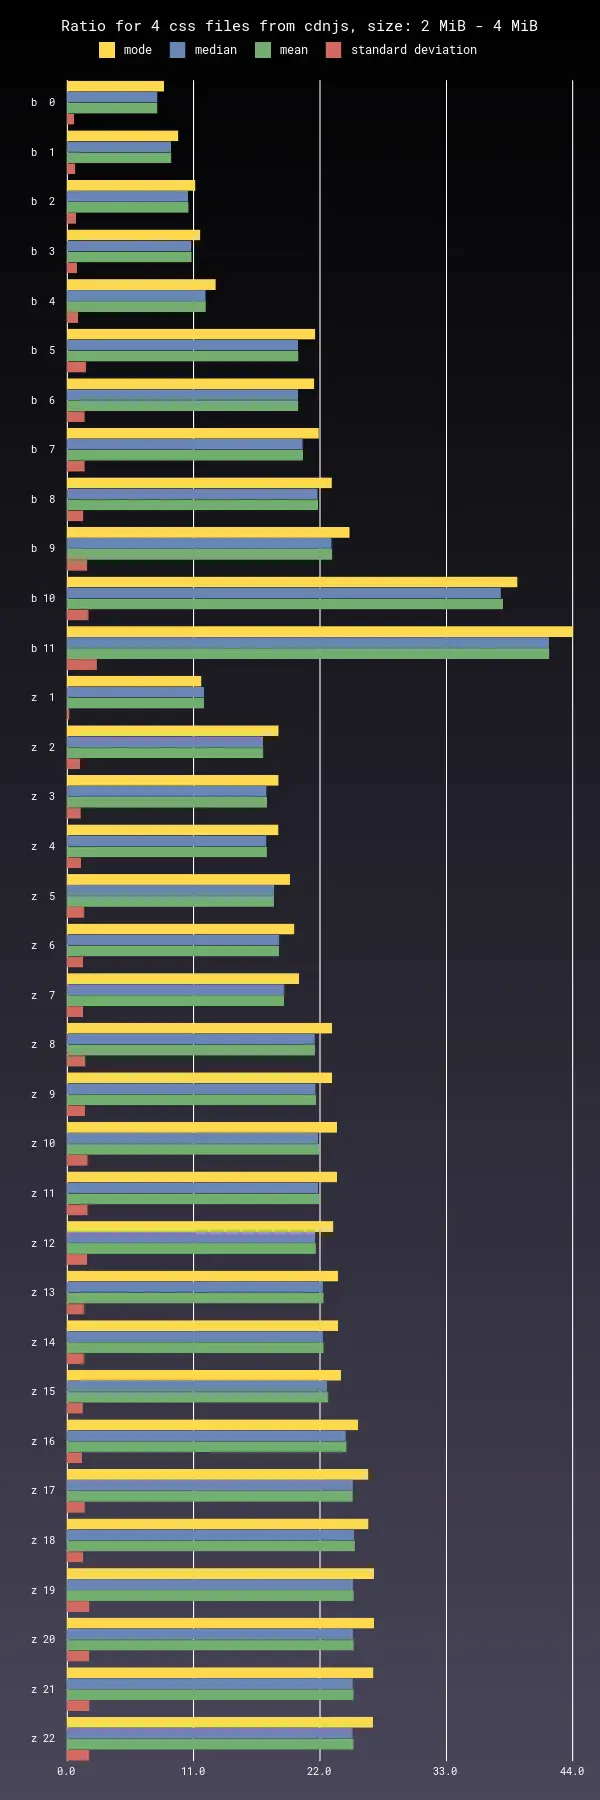 Ratio for 4 css files from cdnjs, size: 2 MiB - 4 MiB
mode median mean standard deviation
b 0
b 1
b 2
b 3
b 4
b 5
b 6
b 7
b 8
b 9
b 10
b 11
z 1
z 2
z 3
z 4
z 5
z 6
z 7
z 8
z 9
z 10
z 11
z 12
z 13
z 14
z 15
z 16
z 17
z 18
z 19
z 20
z 21
z 22
0.0 11.0 22.0 33.0 44.0